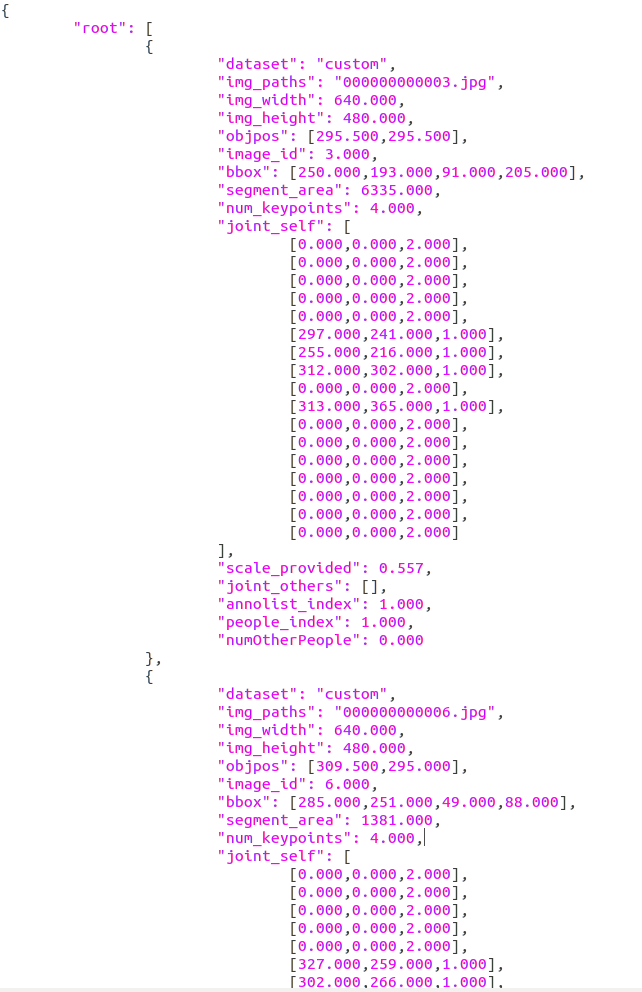 {
"root": [
{
"dataset": "custom",
"img_paths": "000000000003.jpg",
"img_width": 640.000,
"img_height": 480.000,
"objpos": [295.500,295.500],
"image_id": 3.000,
"bbox": [250.000,193.000,91.000,205.000],
"segment_area": 6335.000,
"num_keypoints": 4.000,
"joint_self": [
[0.000,0.000,2.000],
[0.000,0.000,2.000],
[0.000,0.000,2.000],
[0.000,0.000,2.000],
[0.000,0.000,2.000],
[297.000,241.000,1.000],
[255.000,216.000,1.000],
[312.000,302.000,1.000],
[0.000,0.000,2.000],
[313.000,365.000,1.000],
[0.000,0.000,2.000],
[0.000,0.000,2.000],
[0.000,0.000,2.000],
[0.000,0.000,2.000],
[0.000,0.000,2.000],
[0.000,0.000,2.000],
[0.000,0.000,2.000]
],
"scale_provided": 0.557,
"joint_others": [],
"annolist_index": 1.000,
"people_index": 1.000,
"numOtherPeople": 0.000
},
{
"dataset": "custom",
"img_paths": "000000000006.jpg",
"img_width": 640.000,
"img_height": 480.000,
"objpos": [309.500,295.000],
"image_id": 6.000,
"bbox": [285.000,251.000,49.000,88.000],
"segment_area": 1381.000,
"num_keypoints": 4.000,
"joint_self": [
[0.000,0.000,2.000],
[0.000,0.000,2.000],
[0.000,0.000,2.000],
[0.000,0.000,2.000],
[0.000,0.000,2.000],
[327.000,259.000,1.000],
[302.000,266.000,1.000],